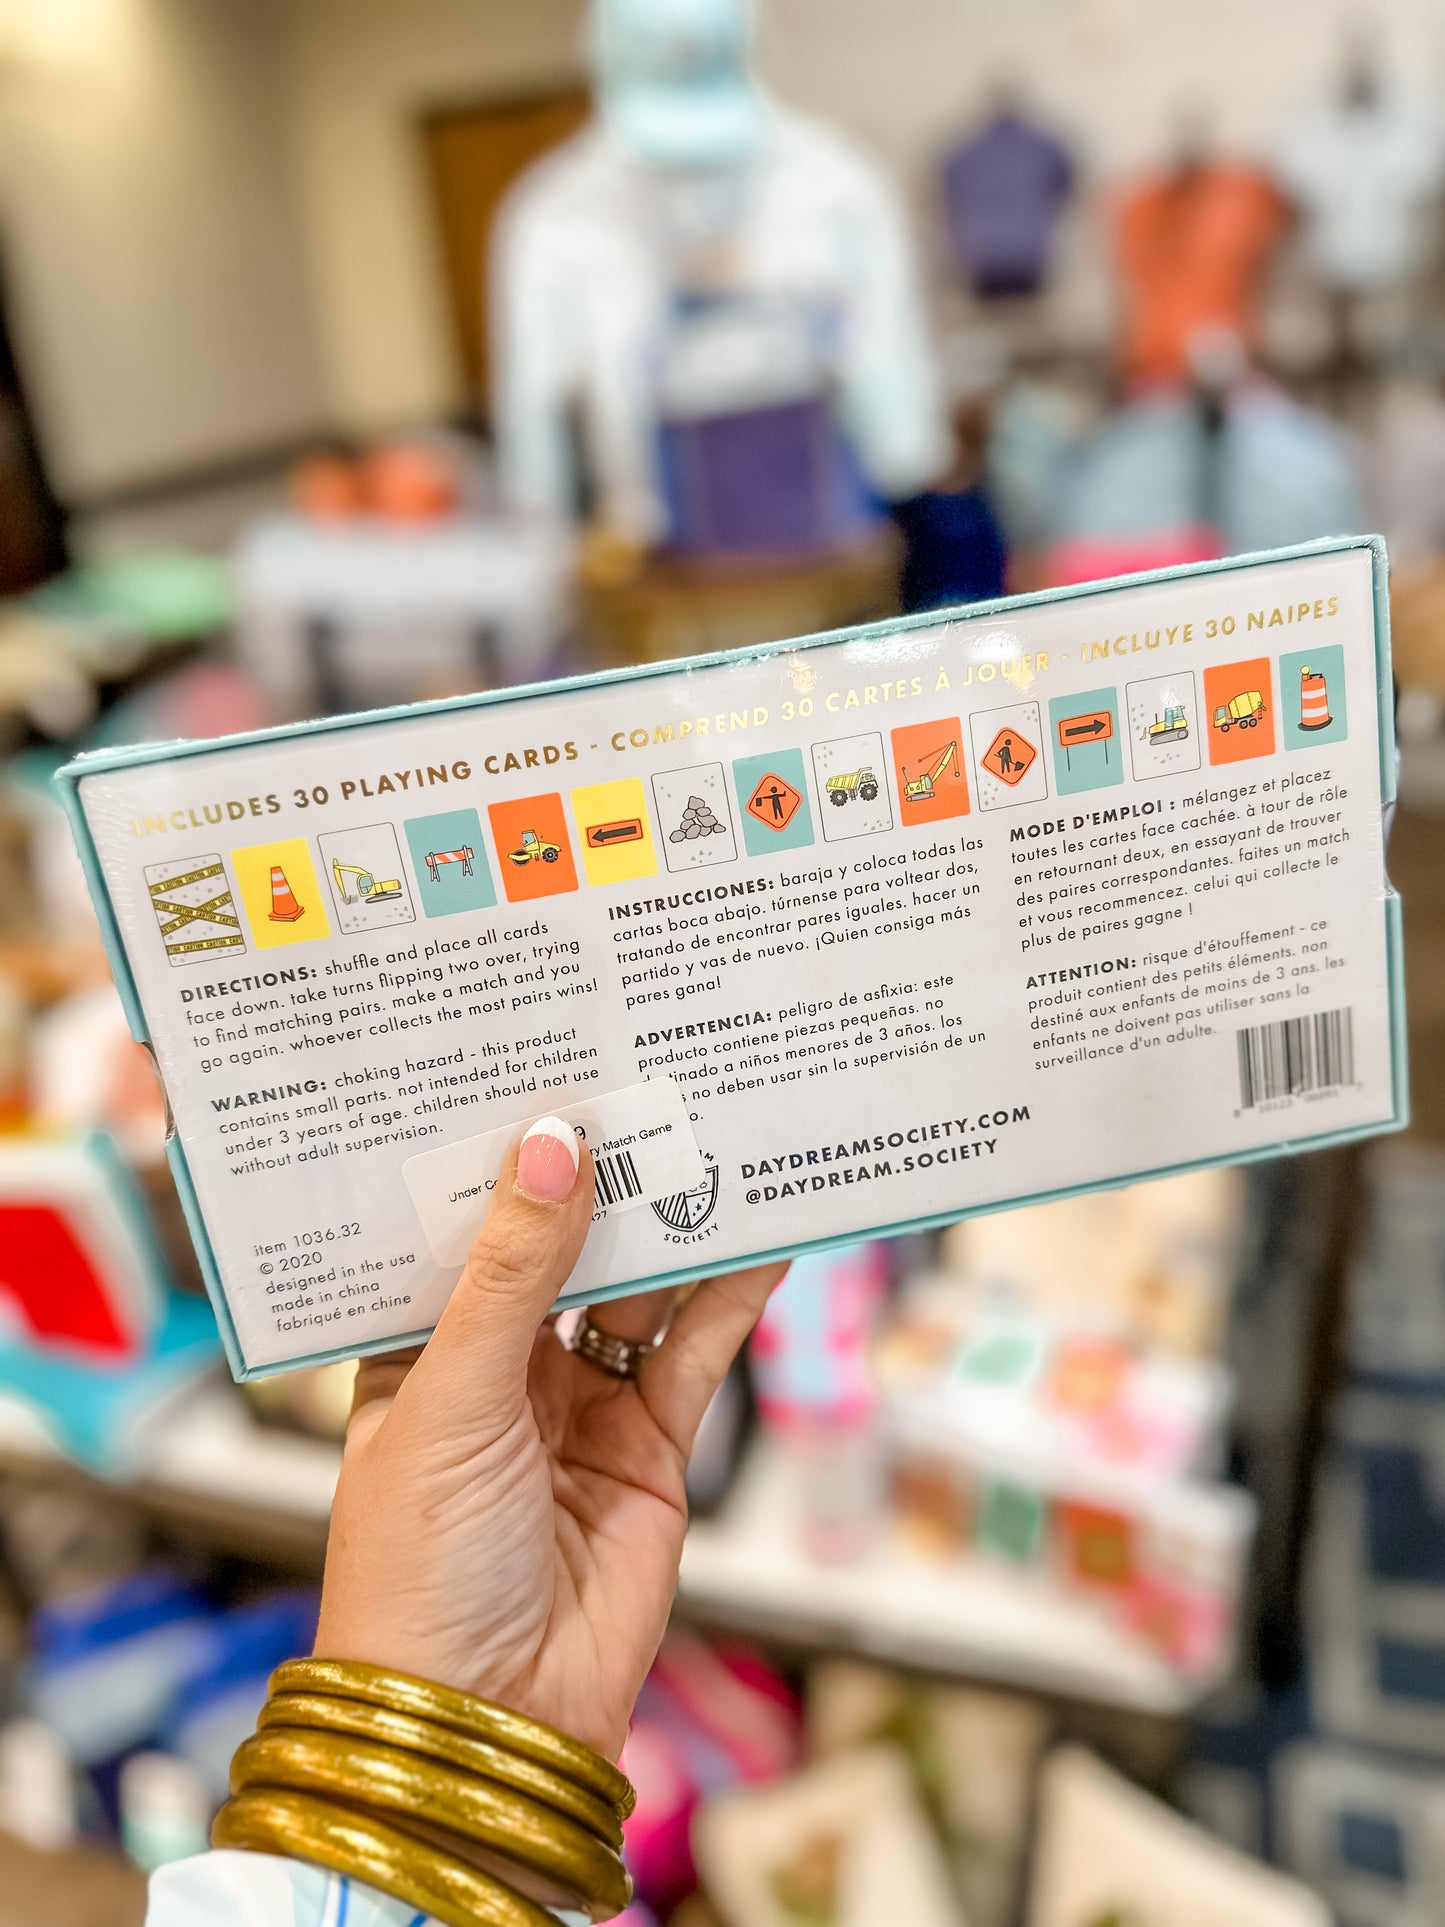 INCLUDES 30 PLAYING CARDS - COMPREND 30 CARTES À JOUER - INCLUYE 30 NAIPES
DIRECTIONS: shuffle and place all cards
face down. take turns flipping two over, trying
to find matching pairs. make a match and you
go again. whoever collects the most pairs wins!
WARNING: choking hazard - this product
contains small parts. not intended for children
under 3 years of age. children should not use
without adult supervision.
INSTRUCCIONES: baraja y coloca todas las
cartas boca abajo. túrnense para voltear dos,
tratando de encontrar pares iguales. hacer un
partido y vas de nuevo. ¡Quien consiga más
pares gana!
ADVERTENCIA: peligro de asfixia: este
producto contiene piezas pequeñas. no
a niños menores de 3 años. los
no deben usar sin la supervisión de un
MODE D'EMPLOI : mélangez et placez
toutes les cartes face cachée. à tour de rôle
en retournant deux, en essayant de trouver
des paires correspondantes. faites un match
et vous recommencez. celui qui collecte le
plus de paires gagne !
ATTENTION: risque d'étouffement - ce
produit contient des petits éléments. non
destiné aux enfants de moins de 3 ans. les
enfants ne doivent pas utiliser sans la
surveillance d'un adulte.
Under
Match Game
SOCIETY
DAYDREAMSOCIETY.COM
@DAYDREAM.SOCIETY
item 1036.32
© 2020
designed in the usa
made in china
fabriqué en chine